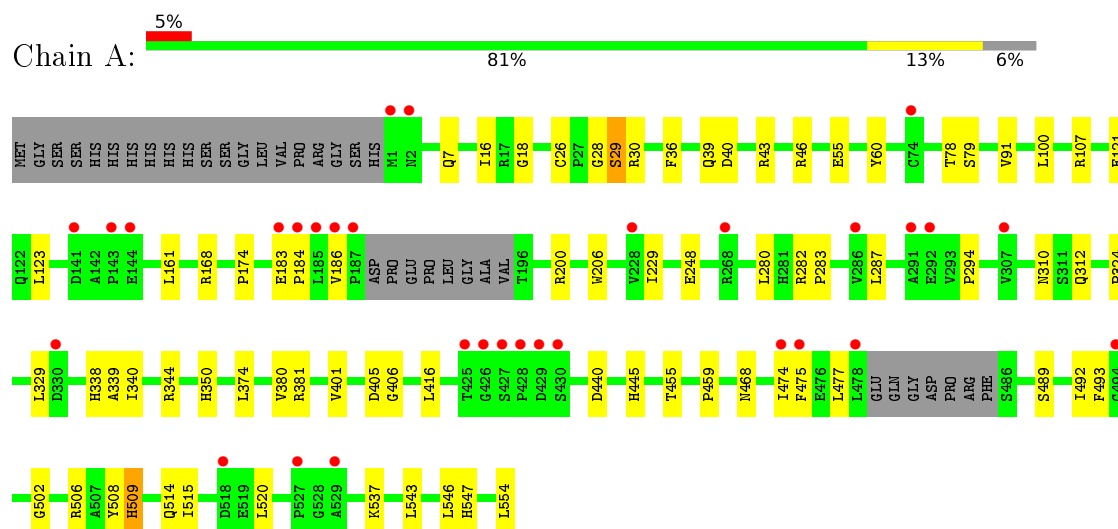 5%
Chain A:
81% 13% 6%
MET GLY SER SER HIS HIS HIS HIS HIS HIS SER SER GLY LEU VAL PRO ARG GLY SER HIS M1 N2 Q7 I16 R17 G18 C26 P27 G28 S29 R30 F36 Q39 D40 R43 R46 E55 Y60 C74 T78 S79 V91 L100 R107
Q122 L123 D141 A142 P143 E144 L161 R168 P174 E183 P184 L185 V186 P187 ASP PRO GLU PRO LEU GLY ALA VAL T196 R200 W206 V228 I229 E248 R268 L280 H281 R282 P283 V286 L287 A291 E292 V293 P294 V307 N310 S311 Q312
L329 D330 H338 A339 I340 R344 H350 L374 V380 R381 V401 D405 G406 L416 T425 G426 S427 P428 D429 S430 D440 H445 T455 P459 N468 I474 F475 E476 L477 L478 GLU GLN GLY ASP PRO ARG PHE S486 S489 I492 F493
G502 R506 A507 Y508 H509 Q514 I515 D518 E519 L520 P527 G528 A529 K537 L543 L546 H547 L554